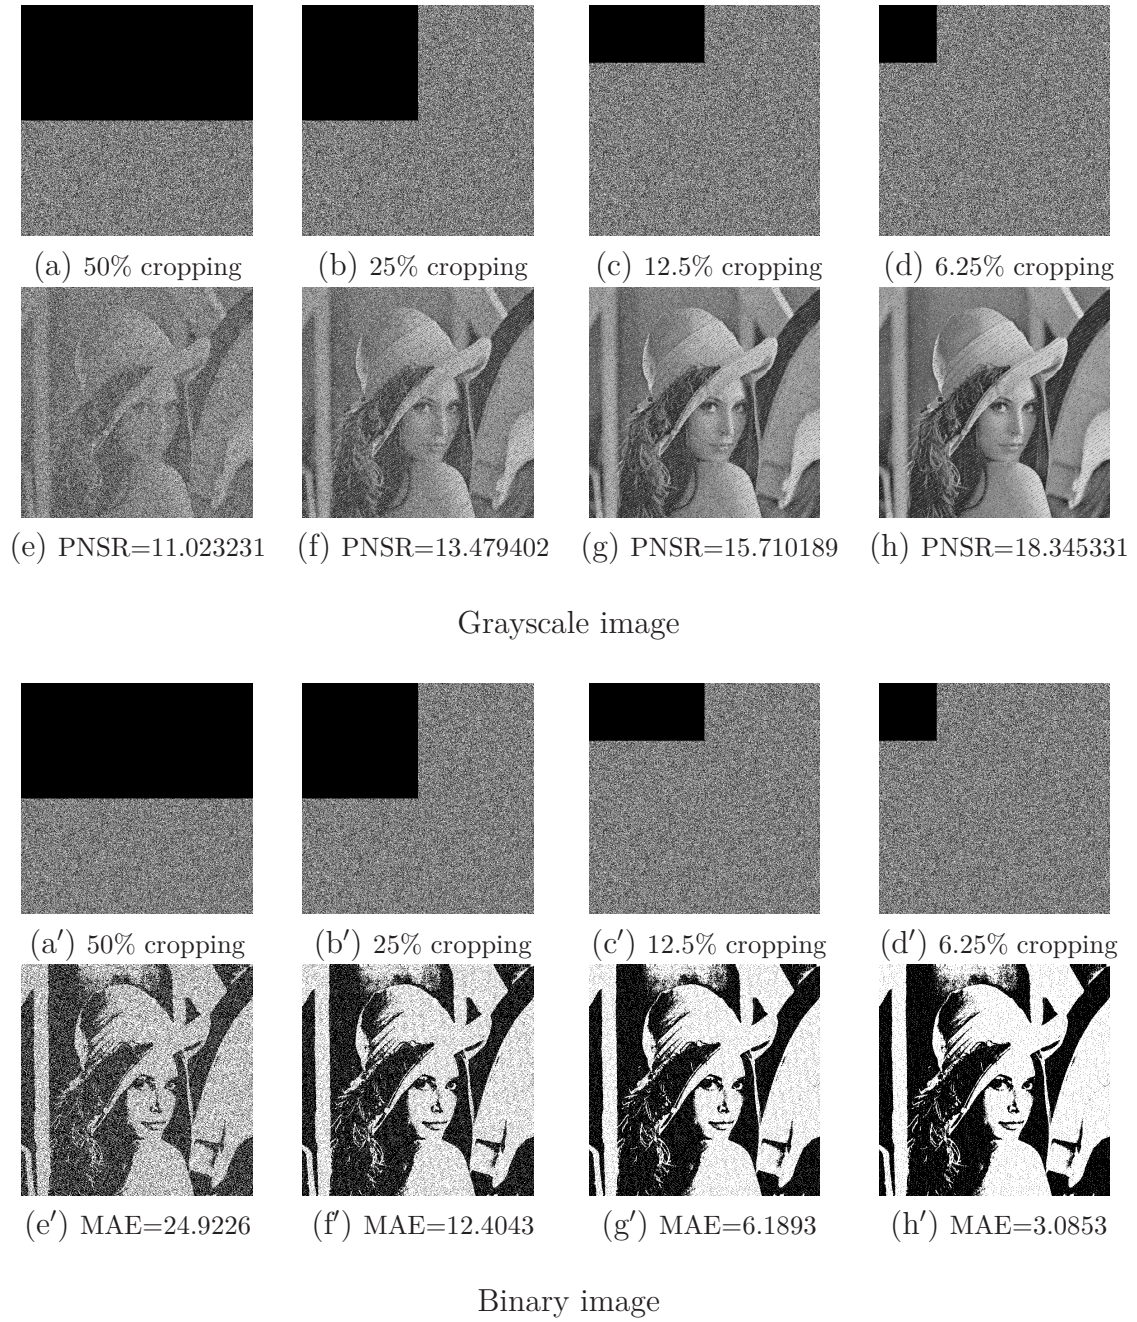 (a) 50% cropping (b) 25% cropping (c) 12.5% cropping (d) 6.25% cropping
(e) PNSR=11.023231 (f) PNSR=13.479402 (g) PNSR=15.710189 (h) PNSR=18.345331
Grayscale image
(a′) 50% cropping (b′) 25% cropping (c′) 12.5% cropping (d′) 6.25% cropping
(e′) MAE=24.9226 (f′) MAE=12.4043 (g′) MAE=6.1893 (h′) MAE=3.0853
Binary image